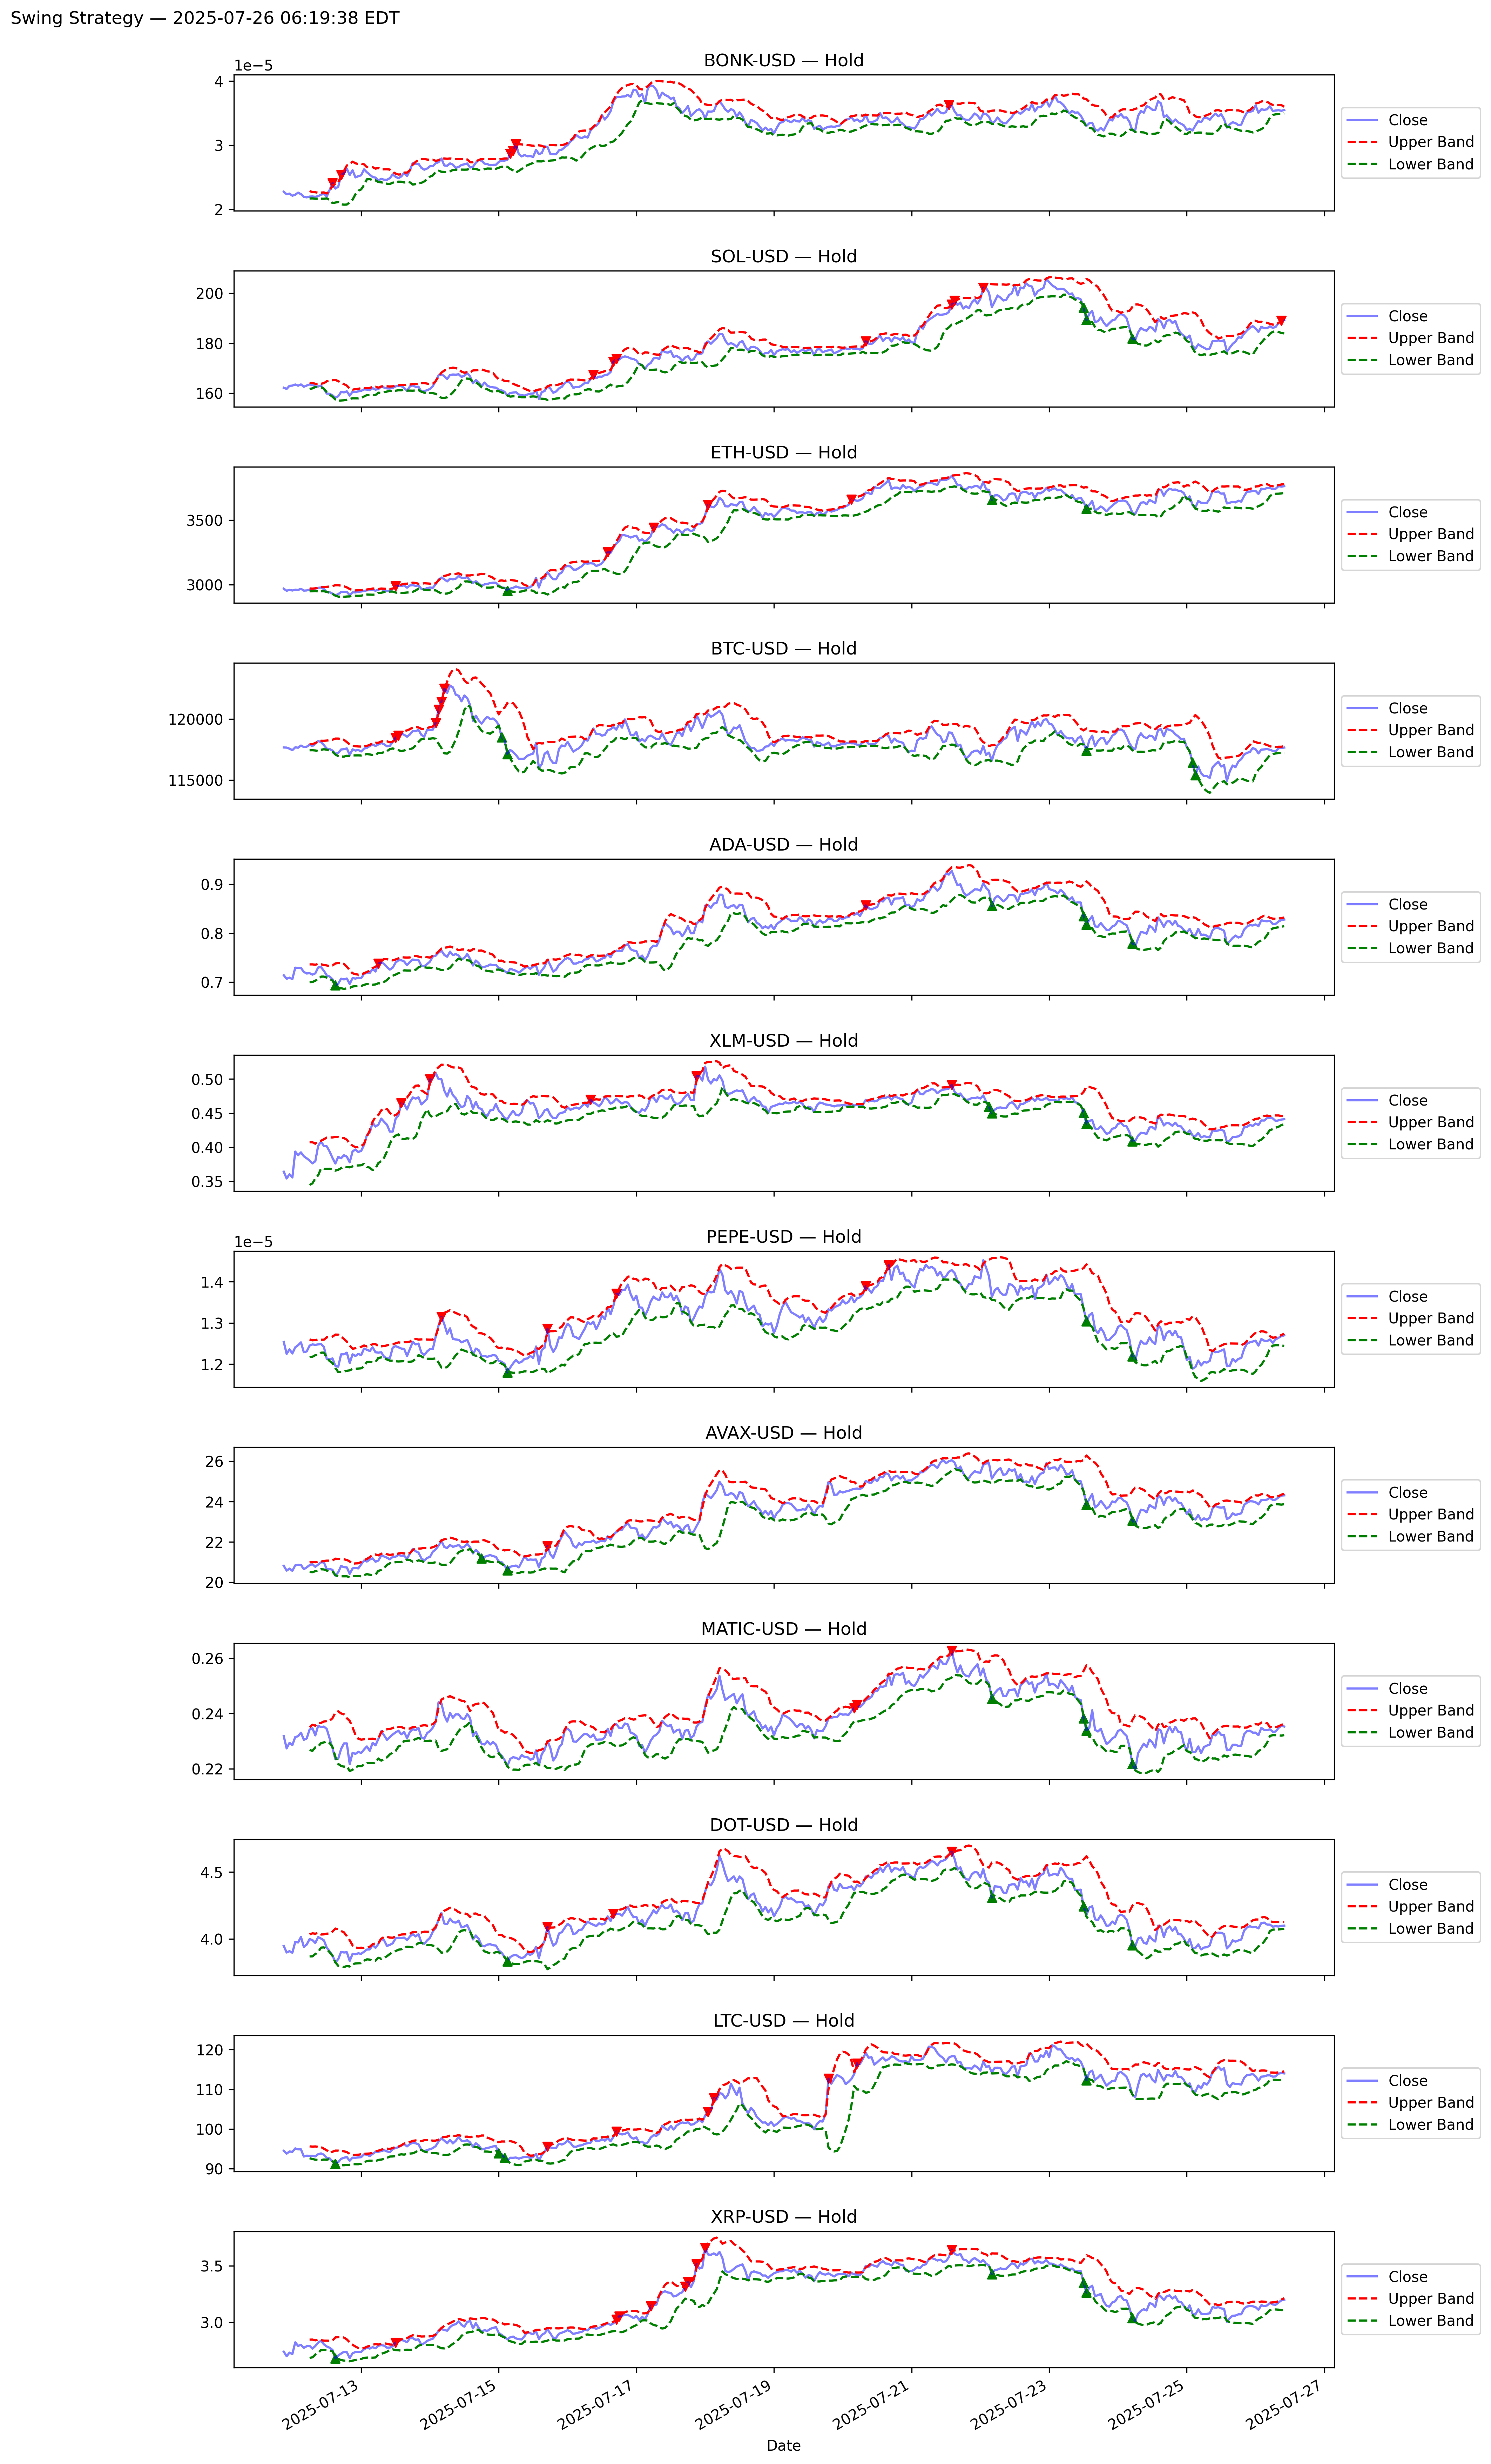 Swing Strategy — 2025-07-26 06:19:38 EDT
BONK-USD — Hold
1e−5
4
3
2
Close
Upper Band
Lower Band
SOL-USD — Hold
200
180
160
Close
Upper Band
Lower Band
ETH-USD — Hold
3500
3000
Close
Upper Band
Lower Band
BTC-USD — Hold
120000
115000
Close
Upper Band
Lower Band
ADA-USD — Hold
0.9
0.8
0.7
Close
Upper Band
Lower Band
XLM-USD — Hold
0.50
0.45
0.40
0.35
Close
Upper Band
Lower Band
PEPE-USD — Hold
1e−5
1.4
1.3
1.2
Close
Upper Band
Lower Band
AVAX-USD — Hold
26
24
22
20
Close
Upper Band
Lower Band
MATIC-USD — Hold
0.26
0.24
0.22
Close
Upper Band
Lower Band
DOT-USD — Hold
4.5
4.0
Close
Upper Band
Lower Band
LTC-USD — Hold
120
110
100
90
Close
Upper Band
Lower Band
XRP-USD — Hold
3.5
3.0
Close
Upper Band
Lower Band
2025-07-13
2025-07-15
2025-07-17
2025-07-19
2025-07-21
2025-07-23
2025-07-25
2025-07-27
Date